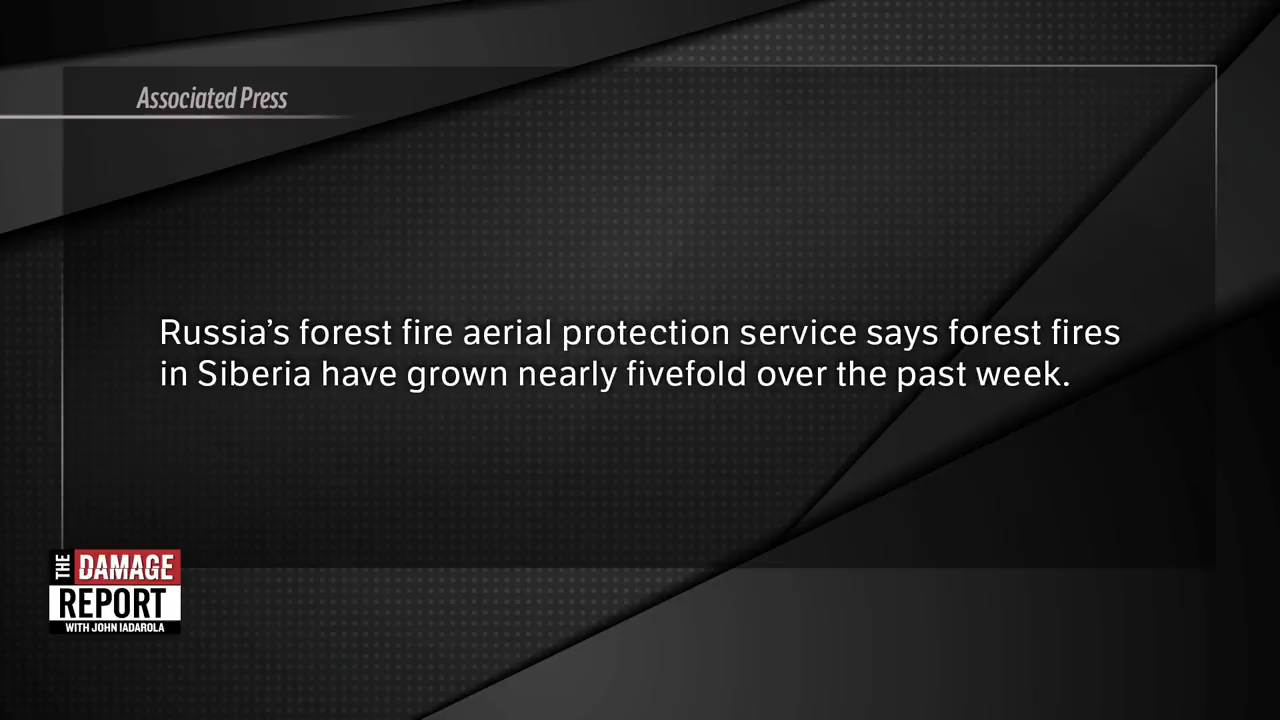 Associated Press
Russia’s forest fire aerial protection service says forest fires
in Siberia have grown nearly fivefold over the past week.
THE DAMAGE
REPORT
WITH JOHN IADAROLA